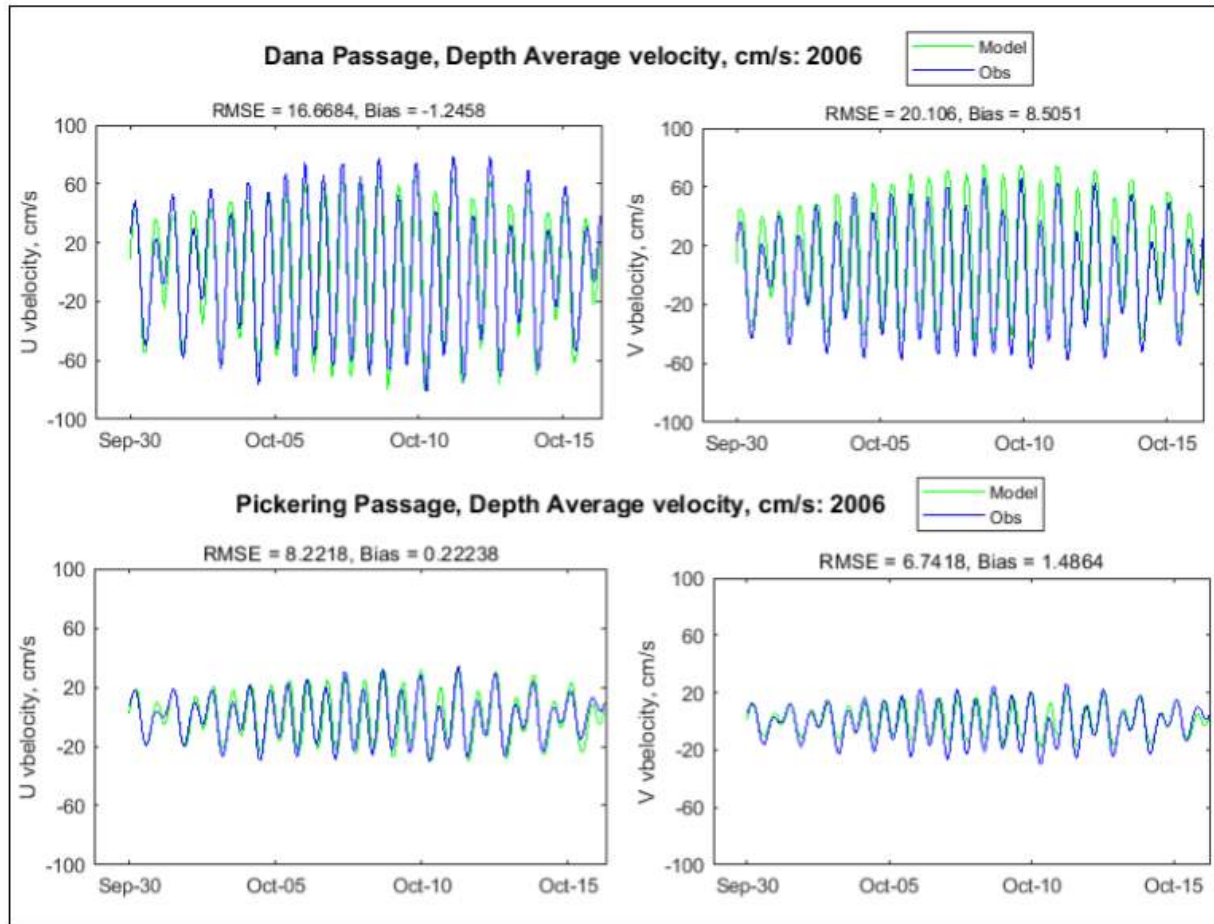 Dana Passage, Depth Average velocity, cm/s: 2006
Model
Obs
RMSE = 16.6684, Bias = -1.2458
100
60
20
-20
-60
-100
U vbelocity, cm/s
Sep-30 Oct-05 Oct-10 Oct-15
RMSE = 20.106, Bias = 8.5051
100
60
20
-20
-60
-100
V vbelocity, cm/s
Sep-30 Oct-05 Oct-10 Oct-15
Pickering Passage, Depth Average velocity, cm/s: 2006
Model
Obs
RMSE = 8.2218, Bias = 0.22238
100
60
20
-20
-60
-100
U vbelocity, cm/s
Sep-30 Oct-05 Oct-10 Oct-15
RMSE = 6.7418, Bias = 1.4864
100
60
20
-20
-60
-100
V vbelocity, cm/s
Sep-30 Oct-05 Oct-10 Oct-15